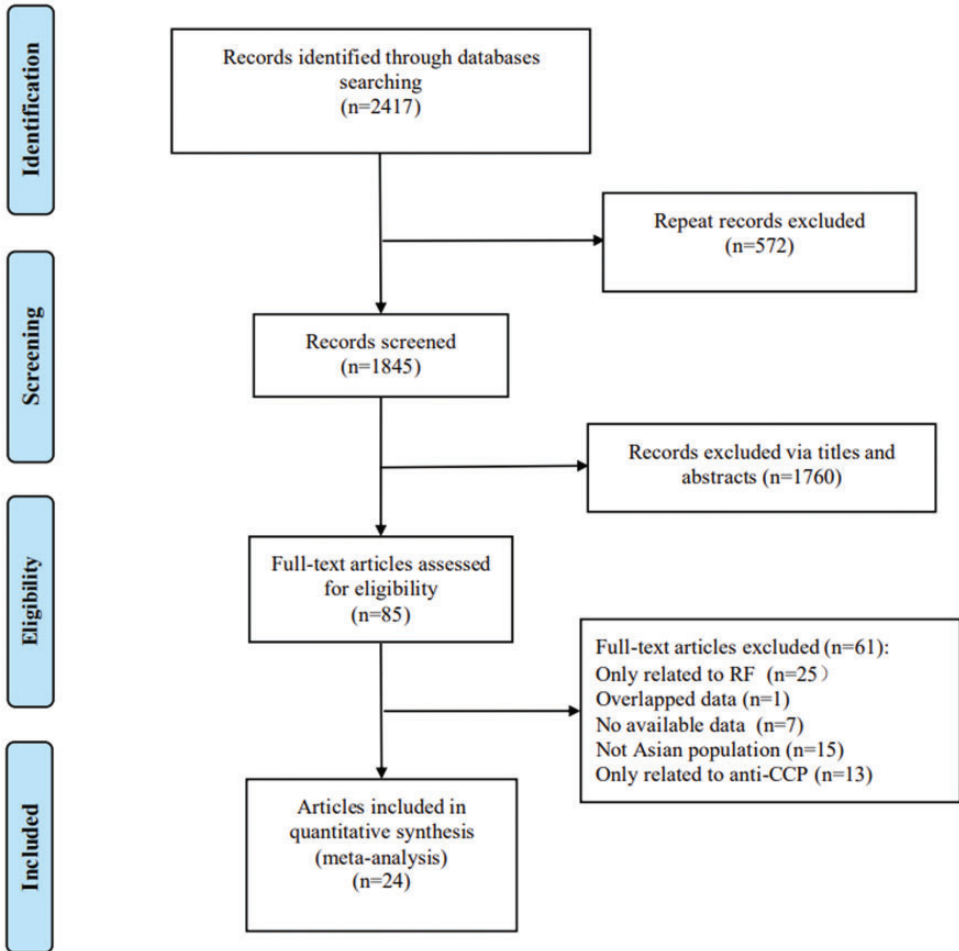 Identification
Records identified through databases
searching
(n=2417)
Repeat records excluded
(n=572)
Screening
Records screened
(n=1845)
Records excluded via titles and
abstracts (n=1760)
Eligibility
Full-text articles assessed
for eligibility
(n=85)
Full-text articles excluded (n=61):
Only related to RF (n=25）
Overlapped data (n=1)
No available data (n=7)
Not Asian population (n=15)
Only related to anti-CCP (n=13)
Included
Articles included in
quantitative synthesis
(meta-analysis)
(n=24)